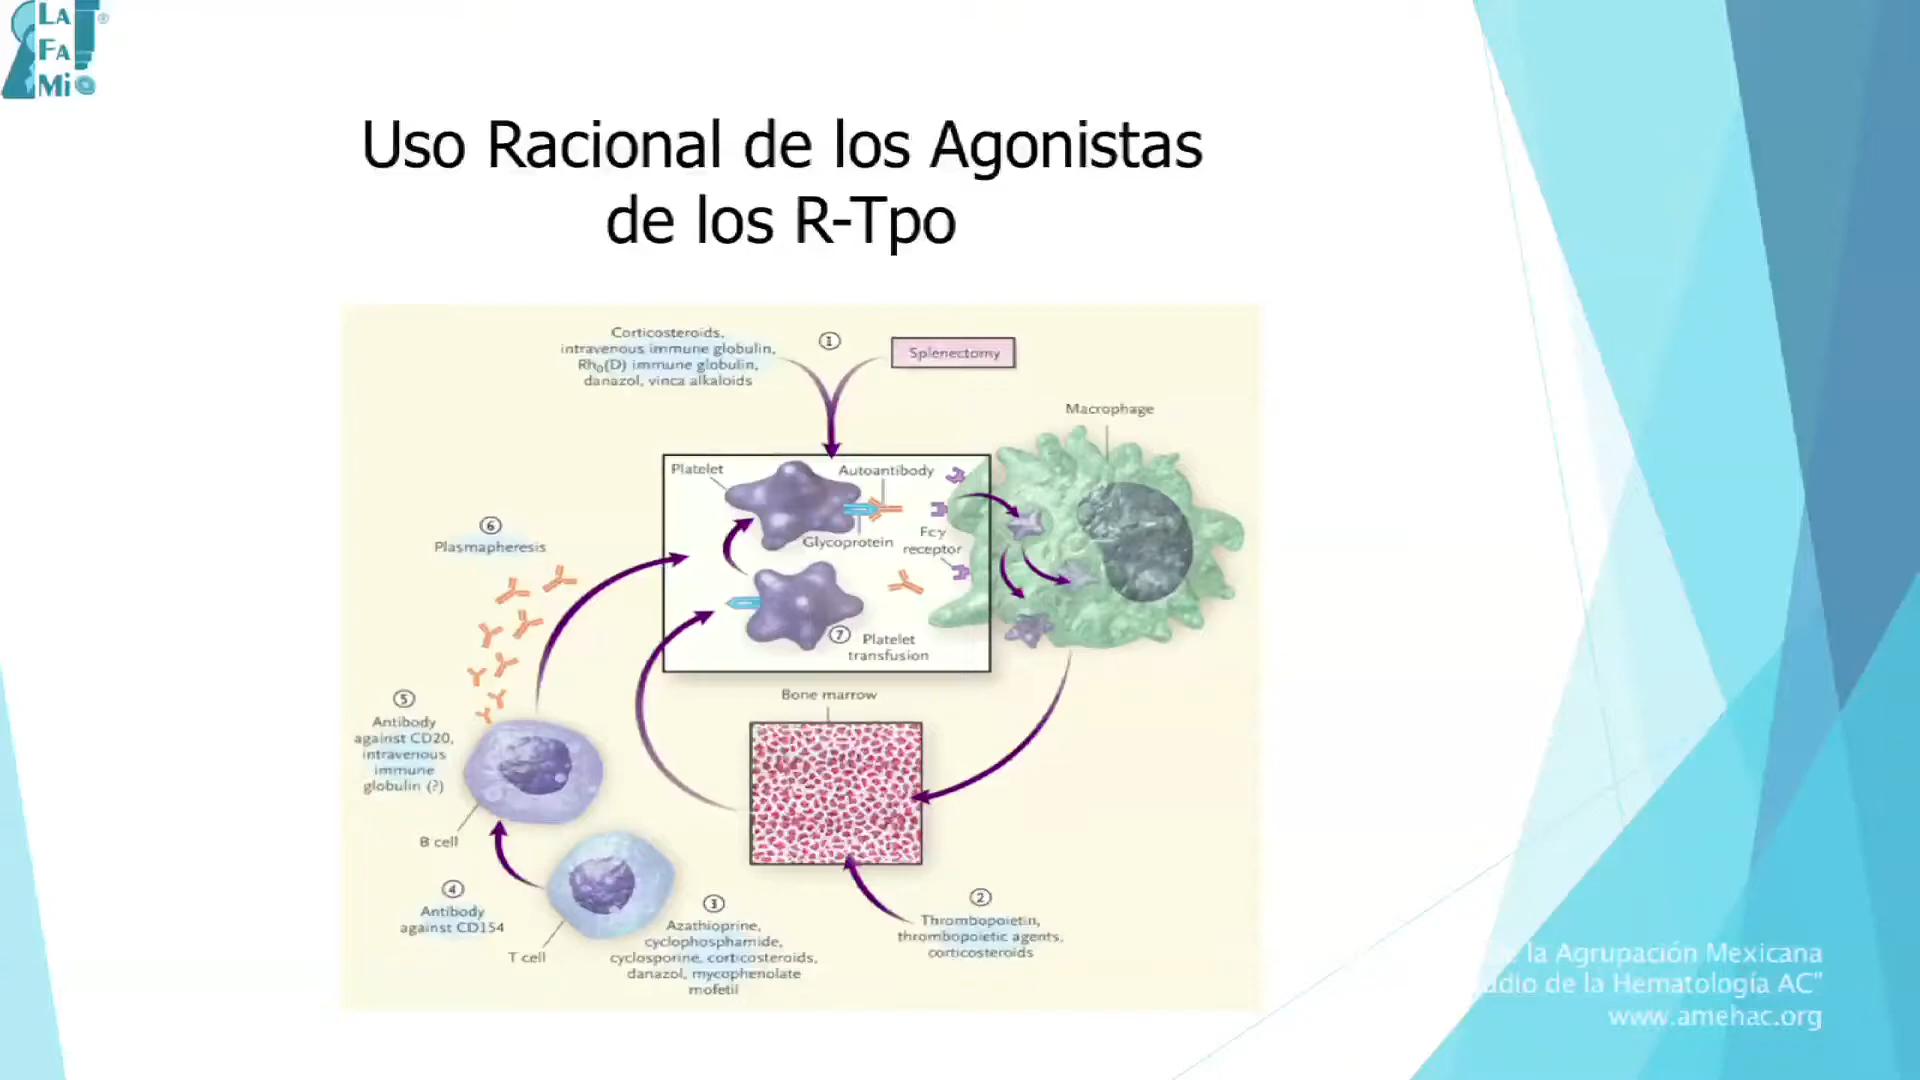 LA
FA
Mi
Uso Racional de los Agonistas
de los R-Tpo
Corticosteroids,
intravenous immune globulin,
Rh₀(D) immune globulin,
danazol, vinca alkaloids
1
Splenectomy
Macrophage
Platelet
Autoantibody
Glycoprotein
Fcγ
receptor
7
Platelet
transfusion
6
Plasmapheresis
Bone marrow
5
Antibody
against CD20,
intravenous
immune
globulin (?)
B cell
4
Antibody
against CD154
T cell
3
Azathioprine,
cyclophosphamide,
cyclosporine, corticosteroids,
danazol, mycophenolate
mofetil
2
Thrombopoietin,
thrombopoietic agents,
corticosteroids
la Agrupación Mexicana
de la Hematología AC"
www.amehac.org